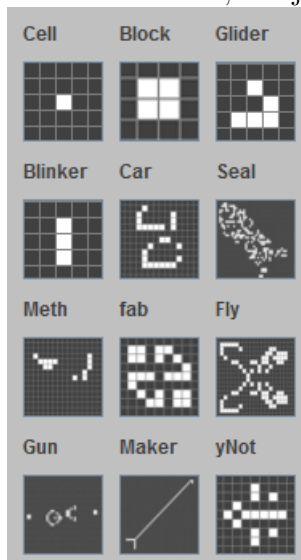 Cell Block Glider
Blinker Car Seal
Meth fab Fly
Gun Maker yNot